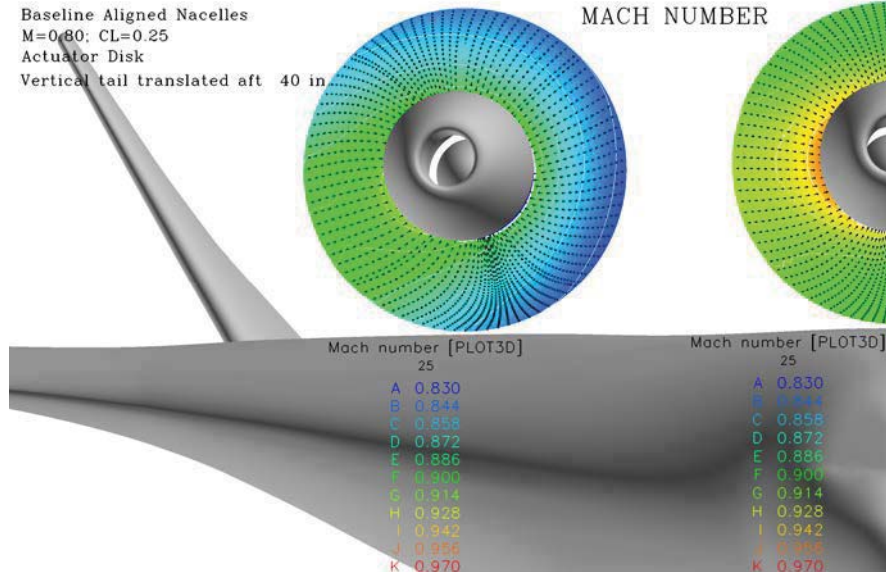 Baseline Aligned Nacelles
M=0.80; CL=0.25
Actuator Disk
Vertical tail translated aft 40 in
MACH NUMBER
Mach number [PLOT3D]
25
A 0.830
B 0.844
C 0.858
D 0.872
E 0.886
F 0.900
G 0.914
H 0.928
I 0.942
J 0.956
K 0.970
Mach number [PLOT3D]
25
A 0.830
B 0.844
C 0.858
D 0.872
E 0.886
F 0.900
G 0.914
H 0.928
I 0.942
J 0.956
K 0.970